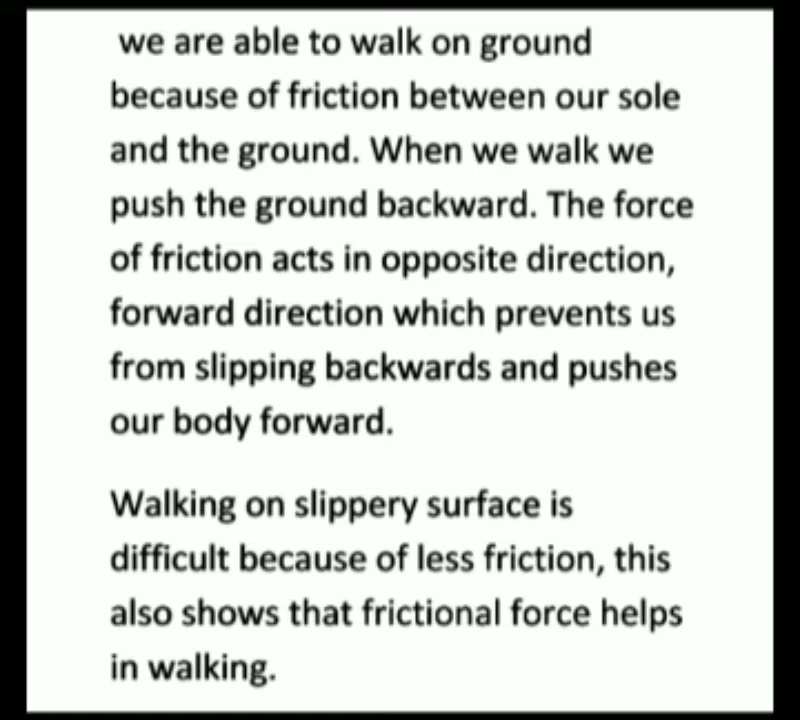 we are able to walk on ground
because of friction between our sole
and the ground. When we walk we
push the ground backward. The force
of friction acts in opposite direction,
forward direction which prevents us
from slipping backwards and pushes
our body forward.
Walking on slippery surface is
difficult because of less friction, this
also shows that frictional force helps
in walking.